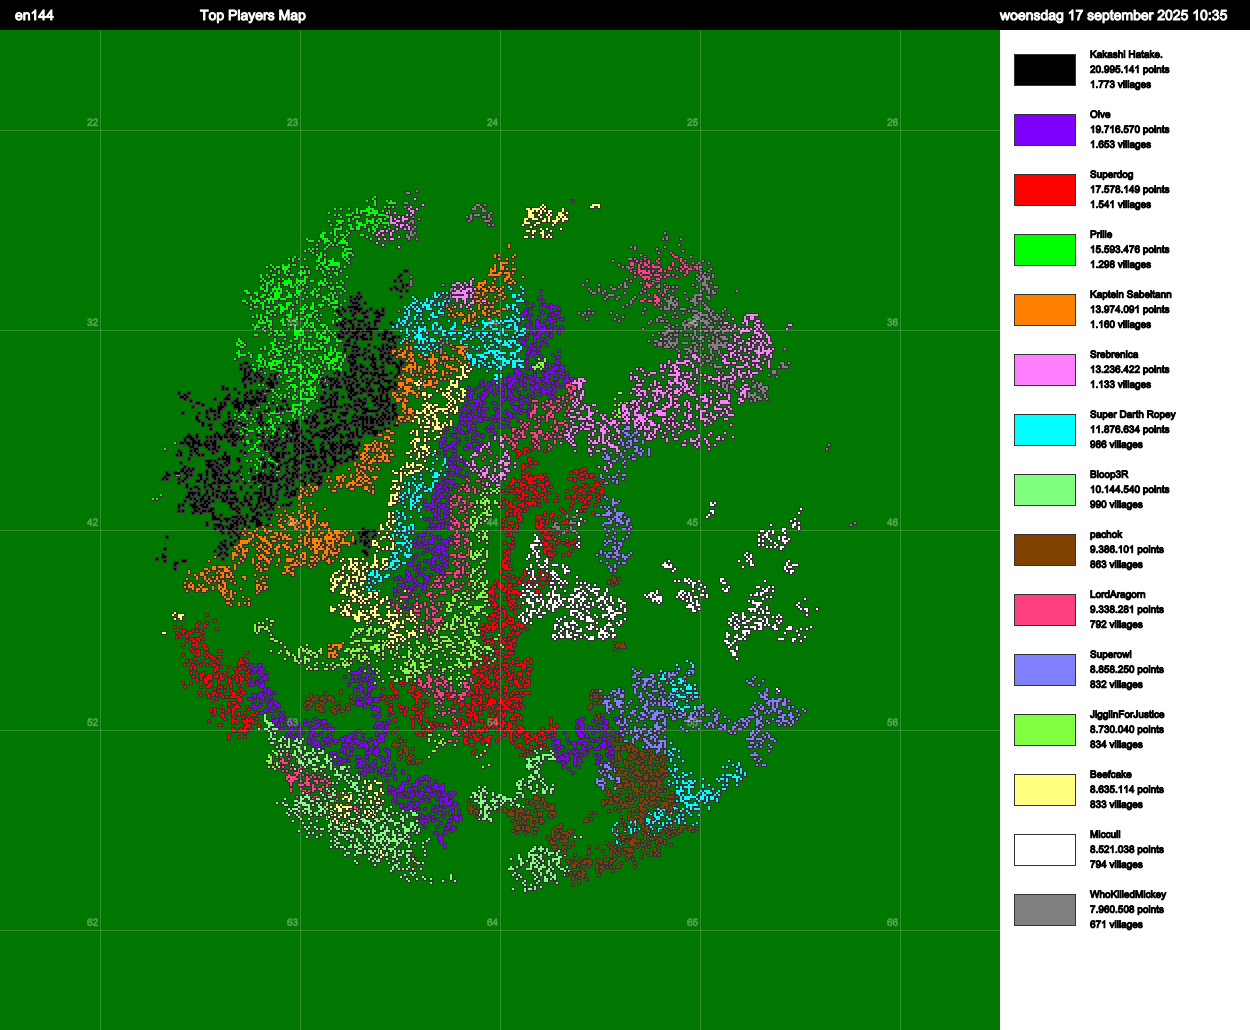 en144 Top Players Map woensdag 17 september 2025 10:35
Kakashi Hatake.
20.995.141 points
1.773 villages
Olve
19.716.570 points
1.653 villages
Superdog
17.578.149 points
1.541 villages
Prille
15.593.476 points
1.298 villages
Kaptein Sabeltann
13.974.091 points
1.160 villages
Srebrenica
13.236.422 points
1.133 villages
Super Darth Ropey
11.876.634 points
986 villages
Bloop3R
10.144.540 points
990 villages
pachok
9.386.101 points
863 villages
LordAragorn
9.338.281 points
792 villages
Superowl
8.858.250 points
832 villages
JigglinForJustice
8.730.040 points
834 villages
Beefcake
8.635.114 points
833 villages
Micculi
8.521.038 points
794 villages
WhoKilledMickey
7.960.508 points
671 villages
22 23 24 25 26
32 36
42 44 45 46
52 53 54 56
62 63 64 65 66